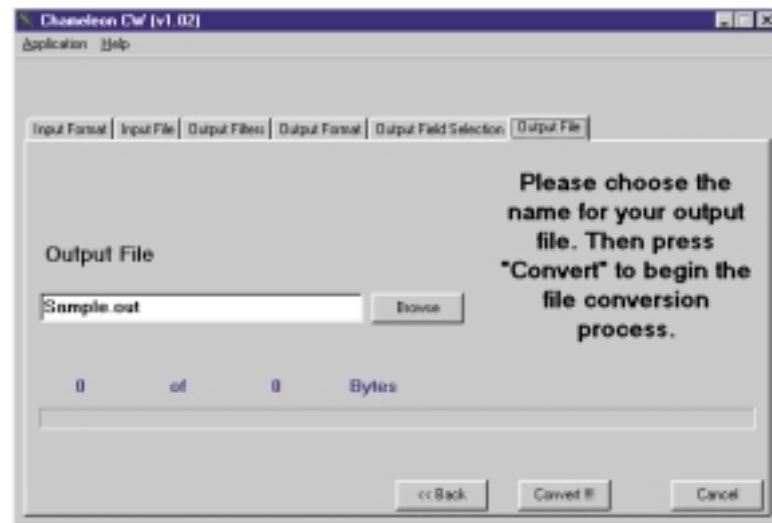 Chameleon CW (v1.02)
Application Help
Input Format Input File Output Filters Output Format Output Field Selection Output File
Please choose the
name for your output
file. Then press
"Convert" to begin the
file conversion
process.
Output File
Sample.out Browse
0 of 0 Bytes
<< Back Convert !!! Cancel